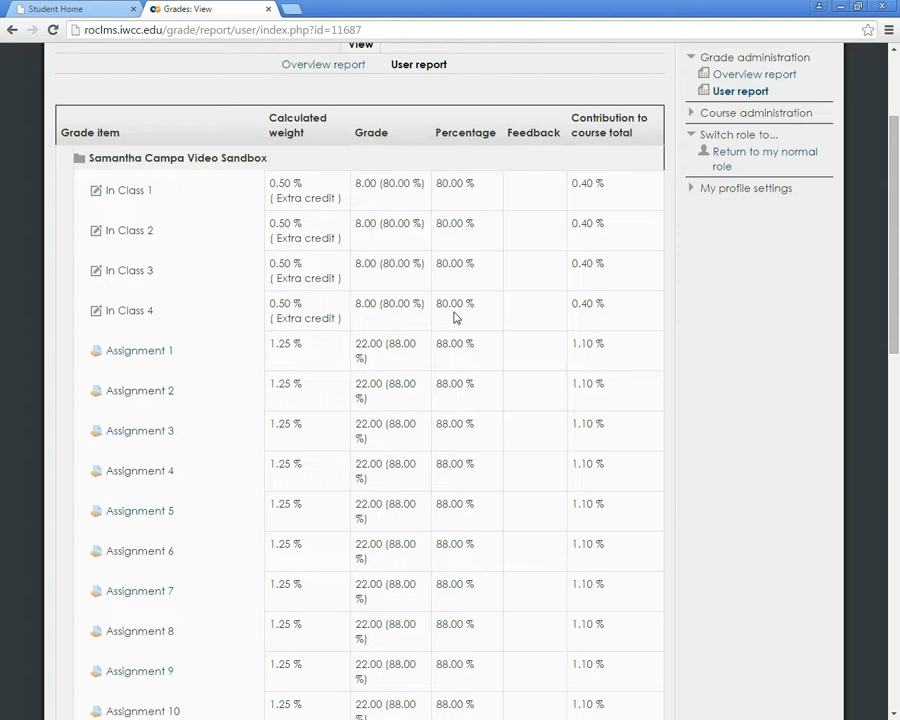 Student Home
Grades: View
roclms.iwcc.edu/grade/report/user/index.php?id=11687
View
Overview report User report
Grade item Calculated weight Grade Percentage Feedback Contribution to course total
Samantha Campa Video Sandbox
In Class 1 0.50 % 8.00 (80.00 %) 80.00 % 0.40 %
( Extra credit )
In Class 2 0.50 % 8.00 (80.00 %) 80.00 % 0.40 %
( Extra credit )
In Class 3 0.50 % 8.00 (80.00 %) 80.00 % 0.40 %
( Extra credit )
In Class 4 0.50 % 8.00 (80.00 %) 80.00 % 0.40 %
( Extra credit )
Assignment 1 1.25 % 22.00 (88.00 %) 88.00 % 1.10 %
Assignment 2 1.25 % 22.00 (88.00 %) 88.00 % 1.10 %
Assignment 3 1.25 % 22.00 (88.00 %) 88.00 % 1.10 %
Assignment 4 1.25 % 22.00 (88.00 %) 88.00 % 1.10 %
Assignment 5 1.25 % 22.00 (88.00 %) 88.00 % 1.10 %
Assignment 6 1.25 % 22.00 (88.00 %) 88.00 % 1.10 %
Assignment 7 1.25 % 22.00 (88.00 %) 88.00 % 1.10 %
Assignment 8 1.25 % 22.00 (88.00 %) 88.00 % 1.10 %
Assignment 9 1.25 % 22.00 (88.00 %) 88.00 % 1.10 %
Assignment 10 1.25 % 22.00 (88.00 %) 88.00 % 1.10 %
Grade administration
Overview report
User report
Course administration
Switch role to...
Return to my normal
role
My profile settings